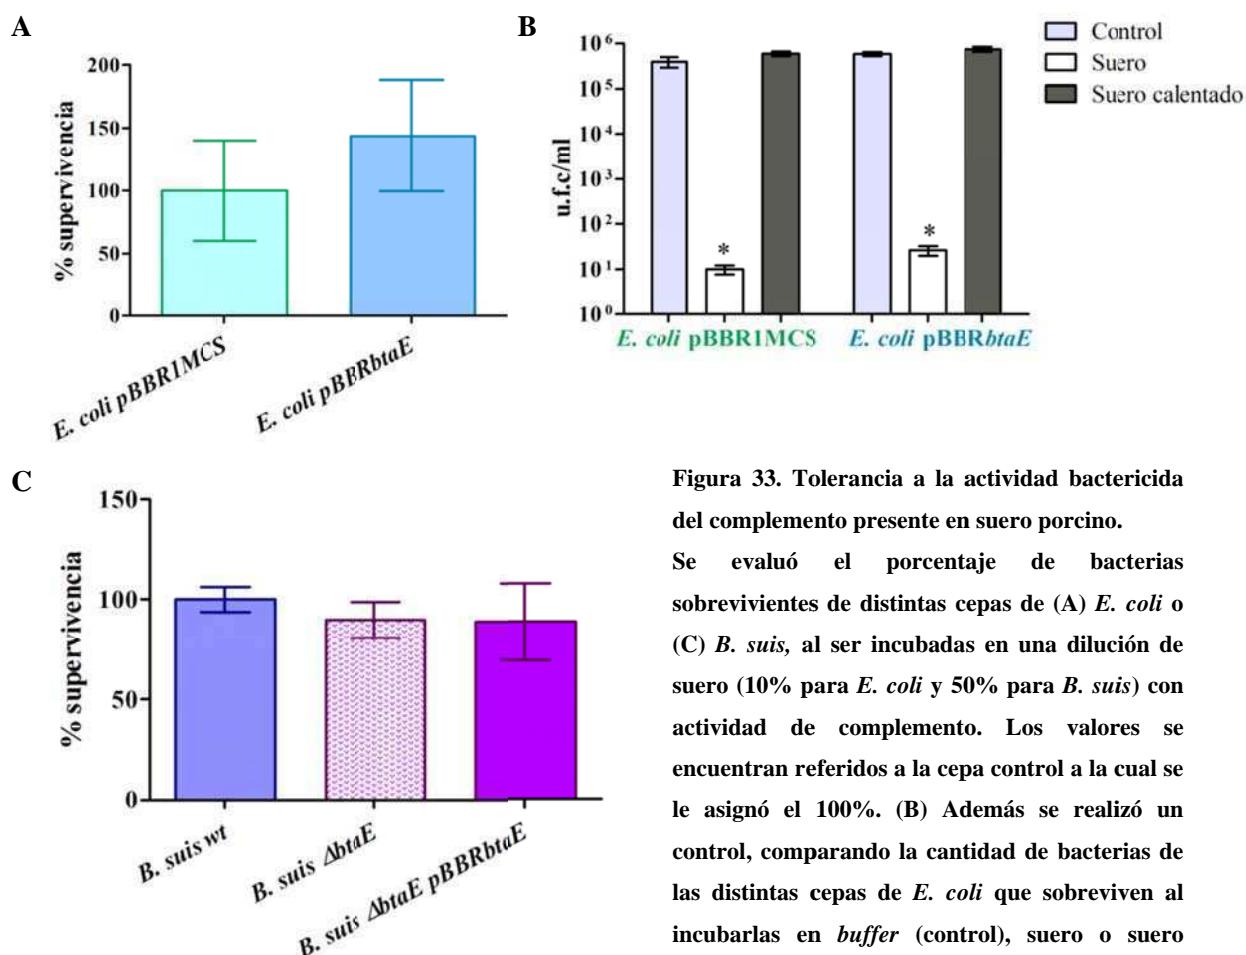 A
% supervivencia
200
150
100
50
0
E. coli pBBR1MCS
E. coli pBBRbtaE
B
u.f.c/ml
10⁶
10⁵
10⁴
10³
10²
10¹
10⁰
*
*
E. coli pBBR1MCS
E. coli pBBRbtaE
Control
Suero
Suero calentado
C
% supervivencia
150
100
50
0
B. suis wt
B. suis ΔbtaE
B. suis ΔbtaE pBBRbtaE
Figura 33. Tolerancia a la actividad bactericida
del complemento presente en suero porcino.
Se evaluó el porcentaje de bacterias
sobrevivientes de distintas cepas de (A) E. coli o
(C) B. suis, al ser incubadas en una dilución de
suero (10% para E. coli y 50% para B. suis) con
actividad de complemento. Los valores se
encuentran referidos a la cepa control a la cual se
le asignó el 100%. (B) Además se realizó un
control, comparando la cantidad de bacterias de
las distintas cepas de E. coli que sobreviven al
incubarlas en buffer (control), suero o suero